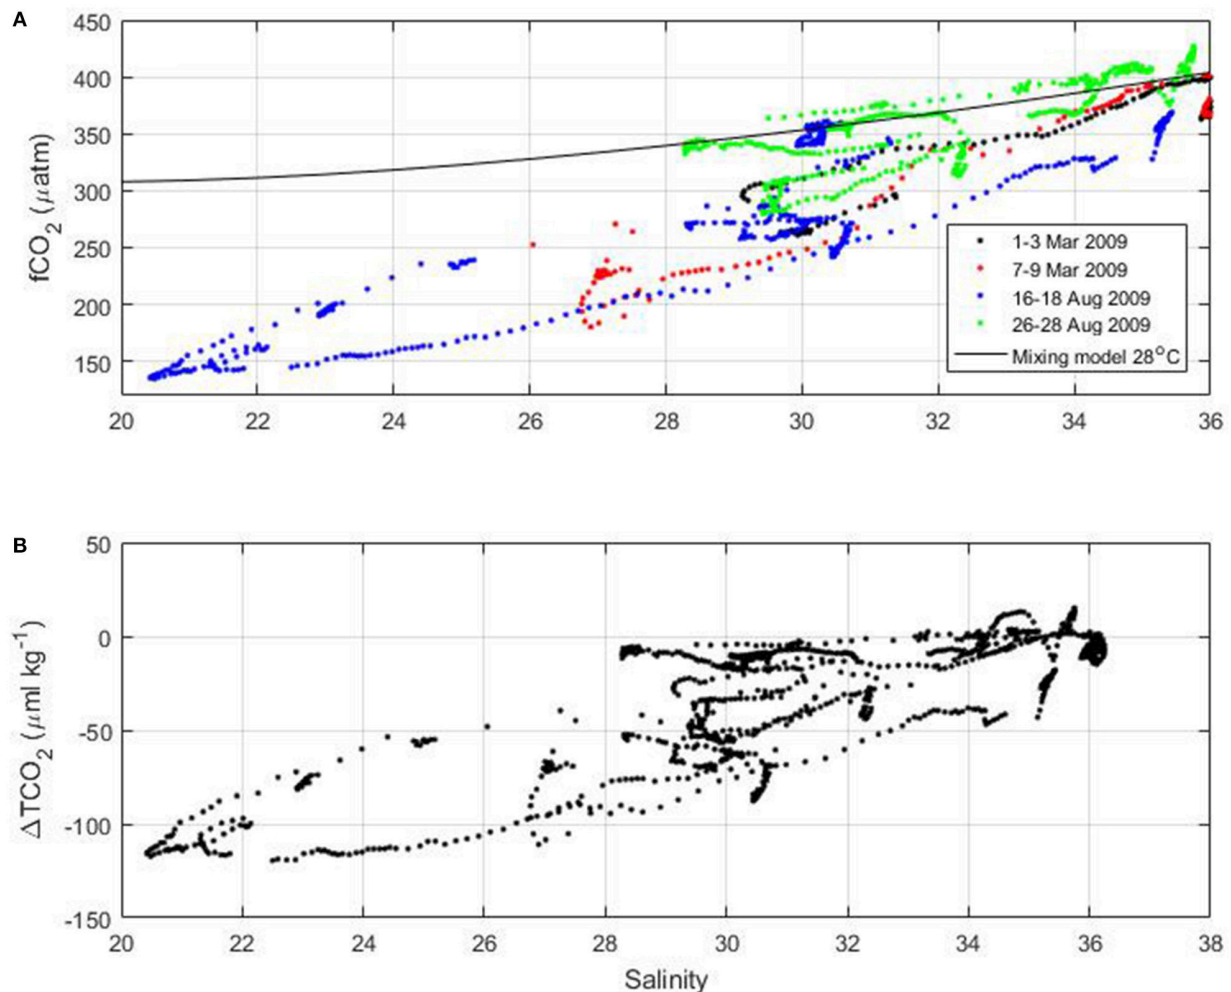 A
450
400
350
300
250
200
150
fCO2 (μatm)
1-3 Mar 2009
7-9 Mar 2009
16-18 Aug 2009
26-28 Aug 2009
Mixing model 28°C
20 22 24 26 28 30 32 34 36
B
50
0
-50
-100
-150
ΔTCO2 (μml kg-1)
20 22 24 26 28 30 32 34 36 38
Salinity